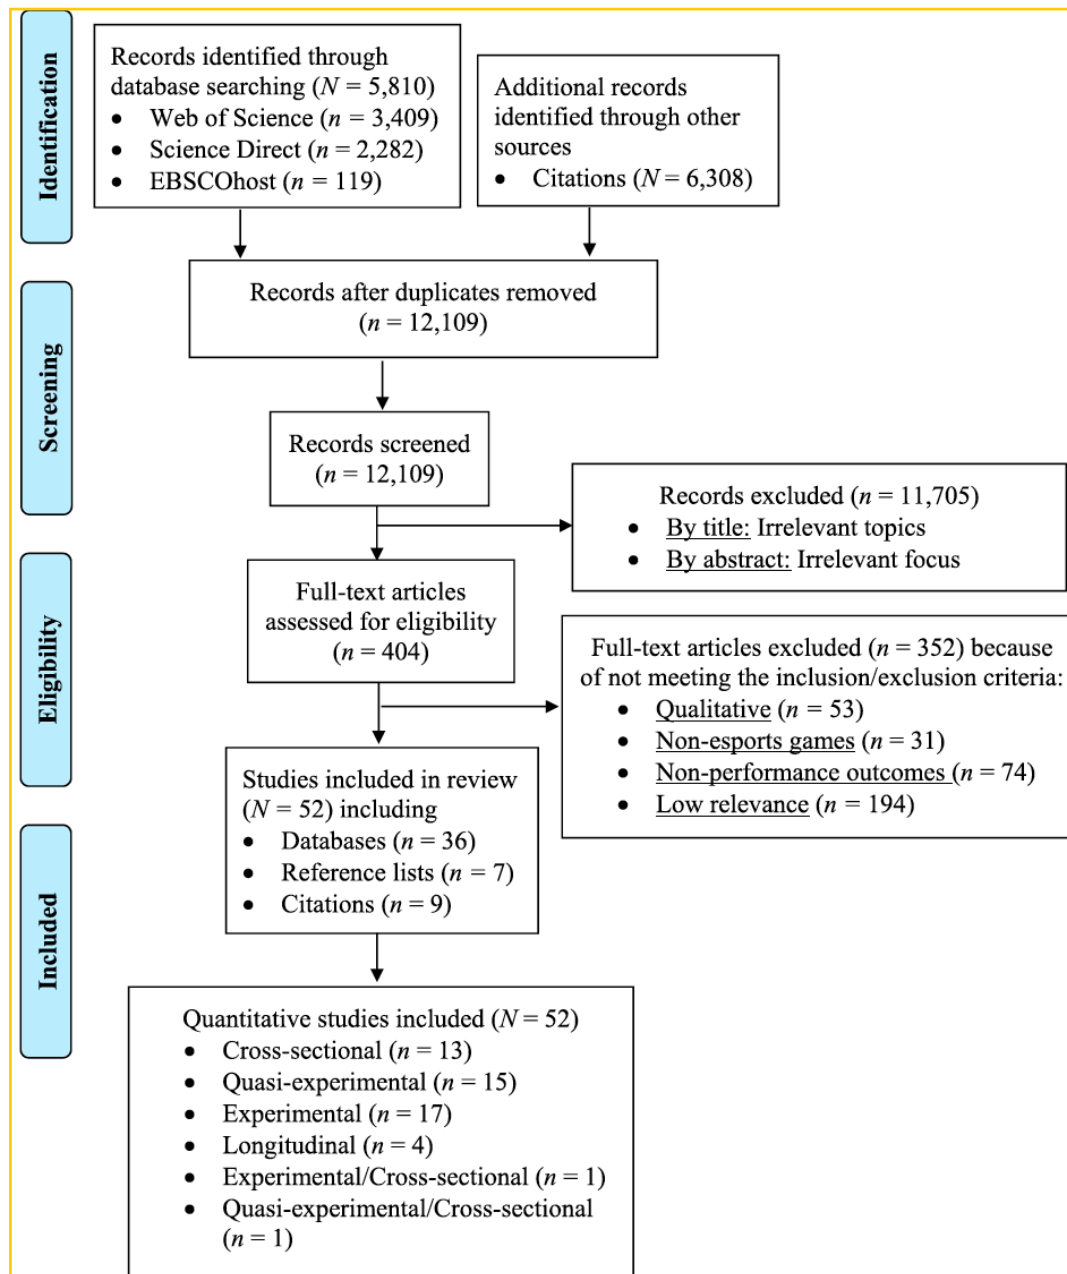 Identification
Records identified through
database searching (N = 5,810)
• Web of Science (n = 3,409)
• Science Direct (n = 2,282)
• EBSCOhost (n = 119)
Additional records
identified through other
sources
• Citations (N = 6,308)
Records after duplicates removed
(n = 12,109)
Screening
Records screened
(n = 12,109)
Records excluded (n = 11,705)
• By title: Irrelevant topics
• By abstract: Irrelevant focus
Eligibility
Full-text articles
assessed for eligibility
(n = 404)
Full-text articles excluded (n = 352) because
of not meeting the inclusion/exclusion criteria:
• Qualitative (n = 53)
• Non-esports games (n = 31)
• Non-performance outcomes (n = 74)
• Low relevance (n = 194)
Studies included in review
(N = 52) including
• Databases (n = 36)
• Reference lists (n = 7)
• Citations (n = 9)
Included
Quantitative studies included (N = 52)
• Cross-sectional (n = 13)
• Quasi-experimental (n = 15)
• Experimental (n = 17)
• Longitudinal (n = 4)
• Experimental/Cross-sectional (n = 1)
• Quasi-experimental/Cross-sectional
(n = 1)